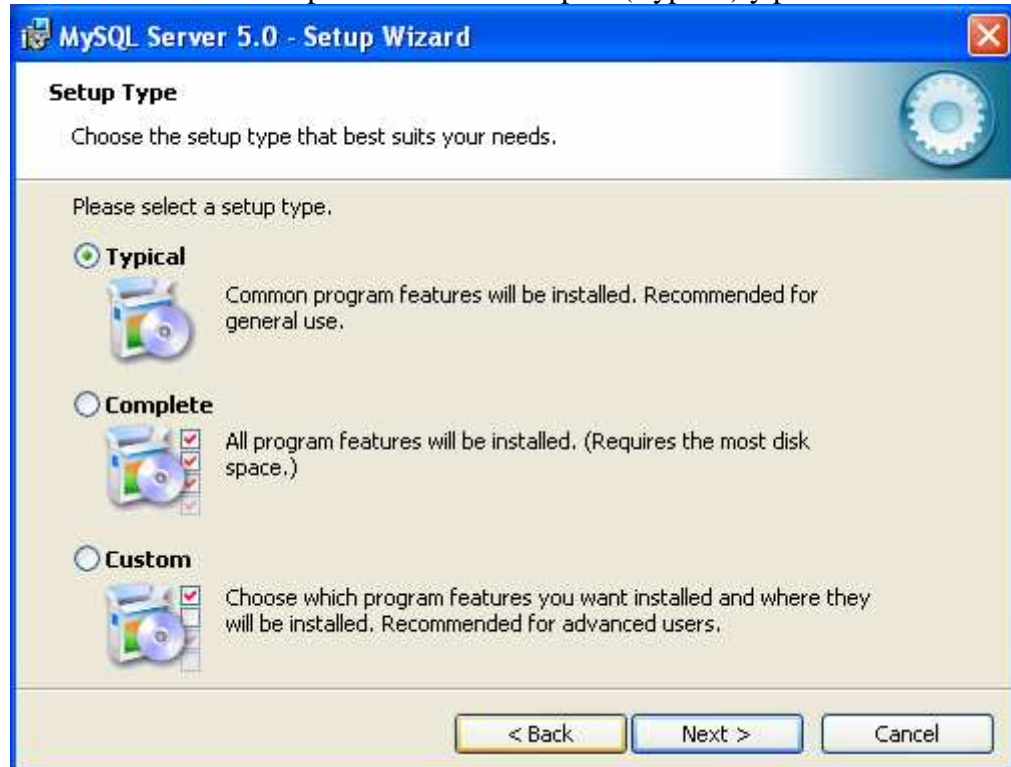 MySQL Server 5.0 - Setup Wizard
Setup Type
Choose the setup type that best suits your needs.
Please select a setup type.
Typical
Common program features will be installed. Recommended for
general use.
Complete
All program features will be installed. (Requires the most disk
space.)
Custom
Choose which program features you want installed and where they
will be installed. Recommended for advanced users.
< Back
Next >
Cancel